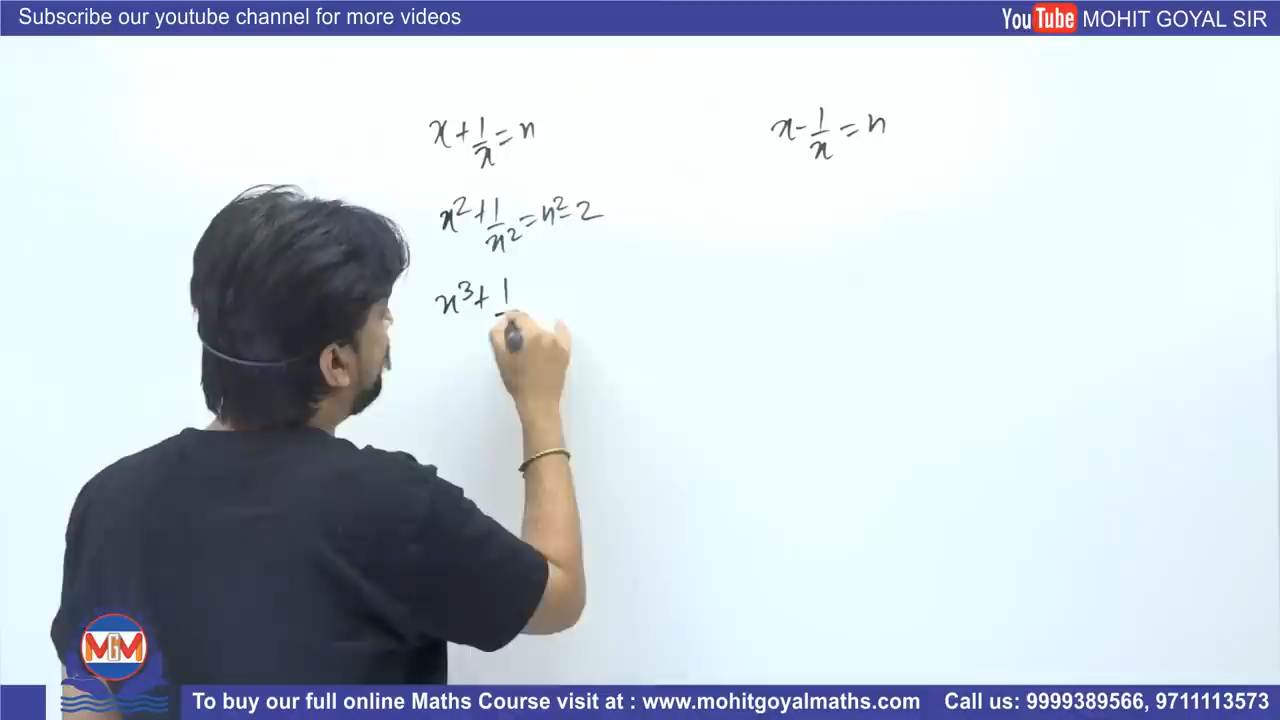 Subscribe our youtube channel for more videos
YouTube MOHIT GOYAL SIR
x + 1/x = n
x - 1/x = n
x² + 1/x² = n² - 2
x³ + 1
MGM
To buy our full online Maths Course visit at : www.mohitgoyalmaths.com Call us: 9999389566, 9711113573